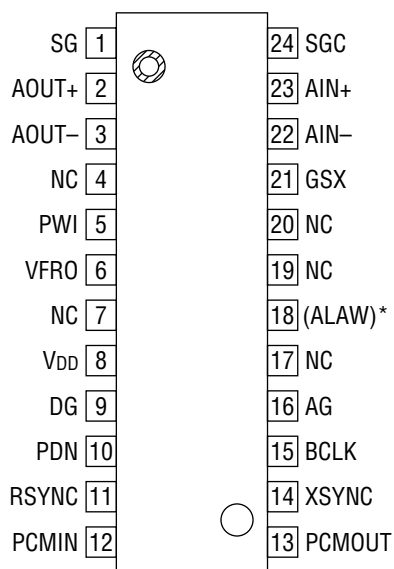 SG 1 24 SGC
AOUT+ 2 23 AIN+
AOUT– 3 22 AIN–
NC 4 21 GSX
PWI 5 20 NC
VFRO 6 19 NC
NC 7 18 (ALAW)*
VDD 8 17 NC
DG 9 16 AG
PDN 10 15 BCLK
RSYNC 11 14 XSYNC
PCMIN 12 13 PCMOUT